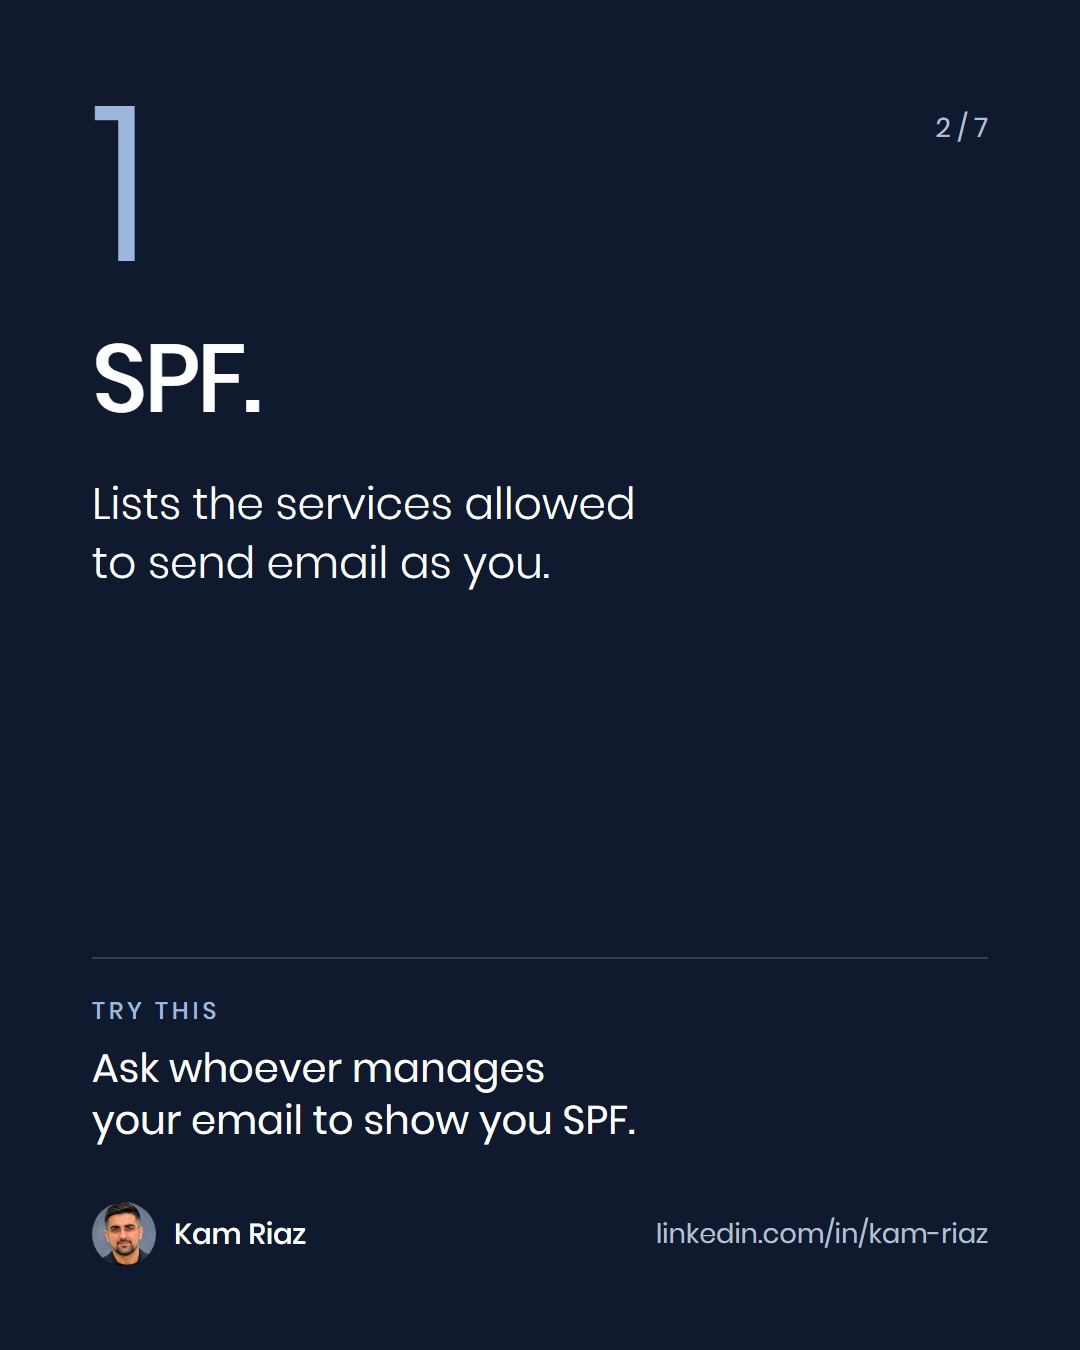 1
2 / 7
SPF.
Lists the services allowed
to send email as you.
TRY THIS
Ask whoever manages
your email to show you SPF.
Kam Riaz
linkedin.com/in/kam-riaz